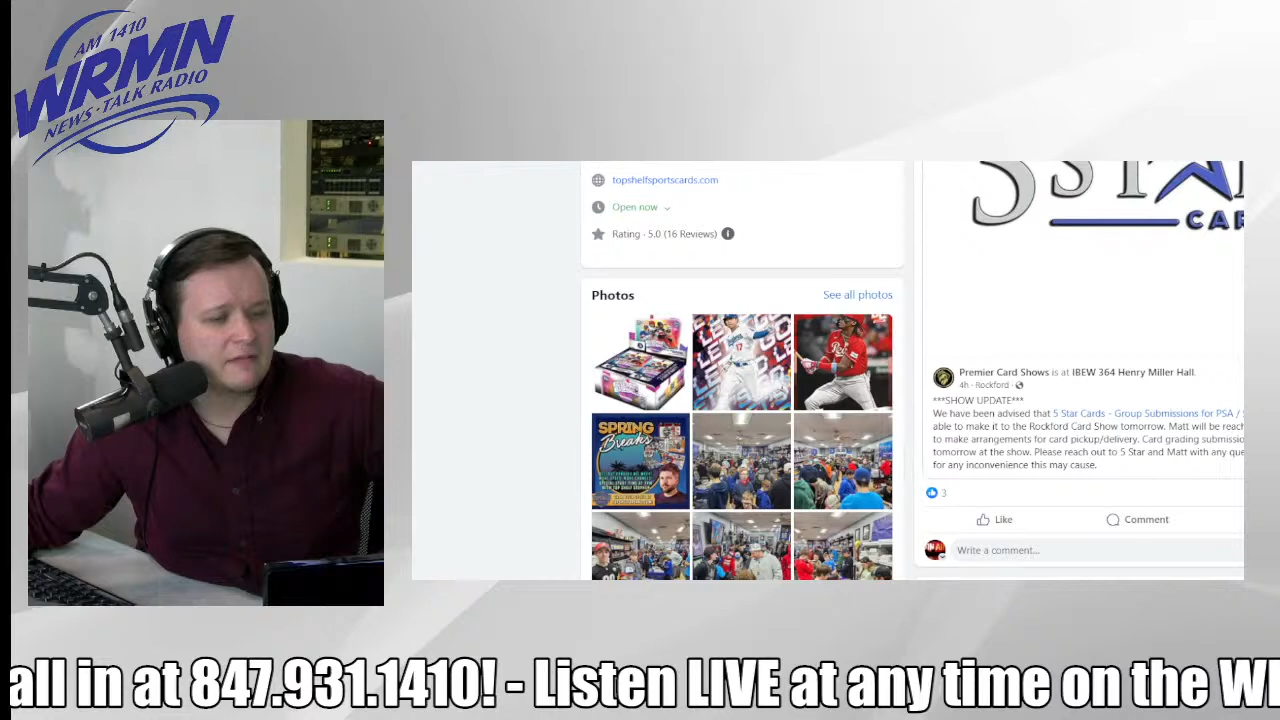 AM 1410
WRMN
NEWS·TALK RADIO
topshelfsportscards.com
Open now
Rating · 5.0 (16 Reviews)
Photos
See all photos
17
Reds
SPRING
Breaks
5 STAR
CAR
Premier Card Shows is at IBEW 364 Henry Miller Hall.
4h · Rockford ·
***SHOW UPDATE***
We have been advised that 5 Star Cards - Group Submissions for PSA /
able to make it to the Rockford Card Show tomorrow. Matt will be reach
to make arrangements for card pickup/delivery. Card grading submissio
tomorrow at the show. Please reach out to 5 Star and Matt with any que
for any inconvenience this may cause.
3
Like
Comment
Write a comment...
all in at 847.931.1410! - Listen LIVE at any time on the W